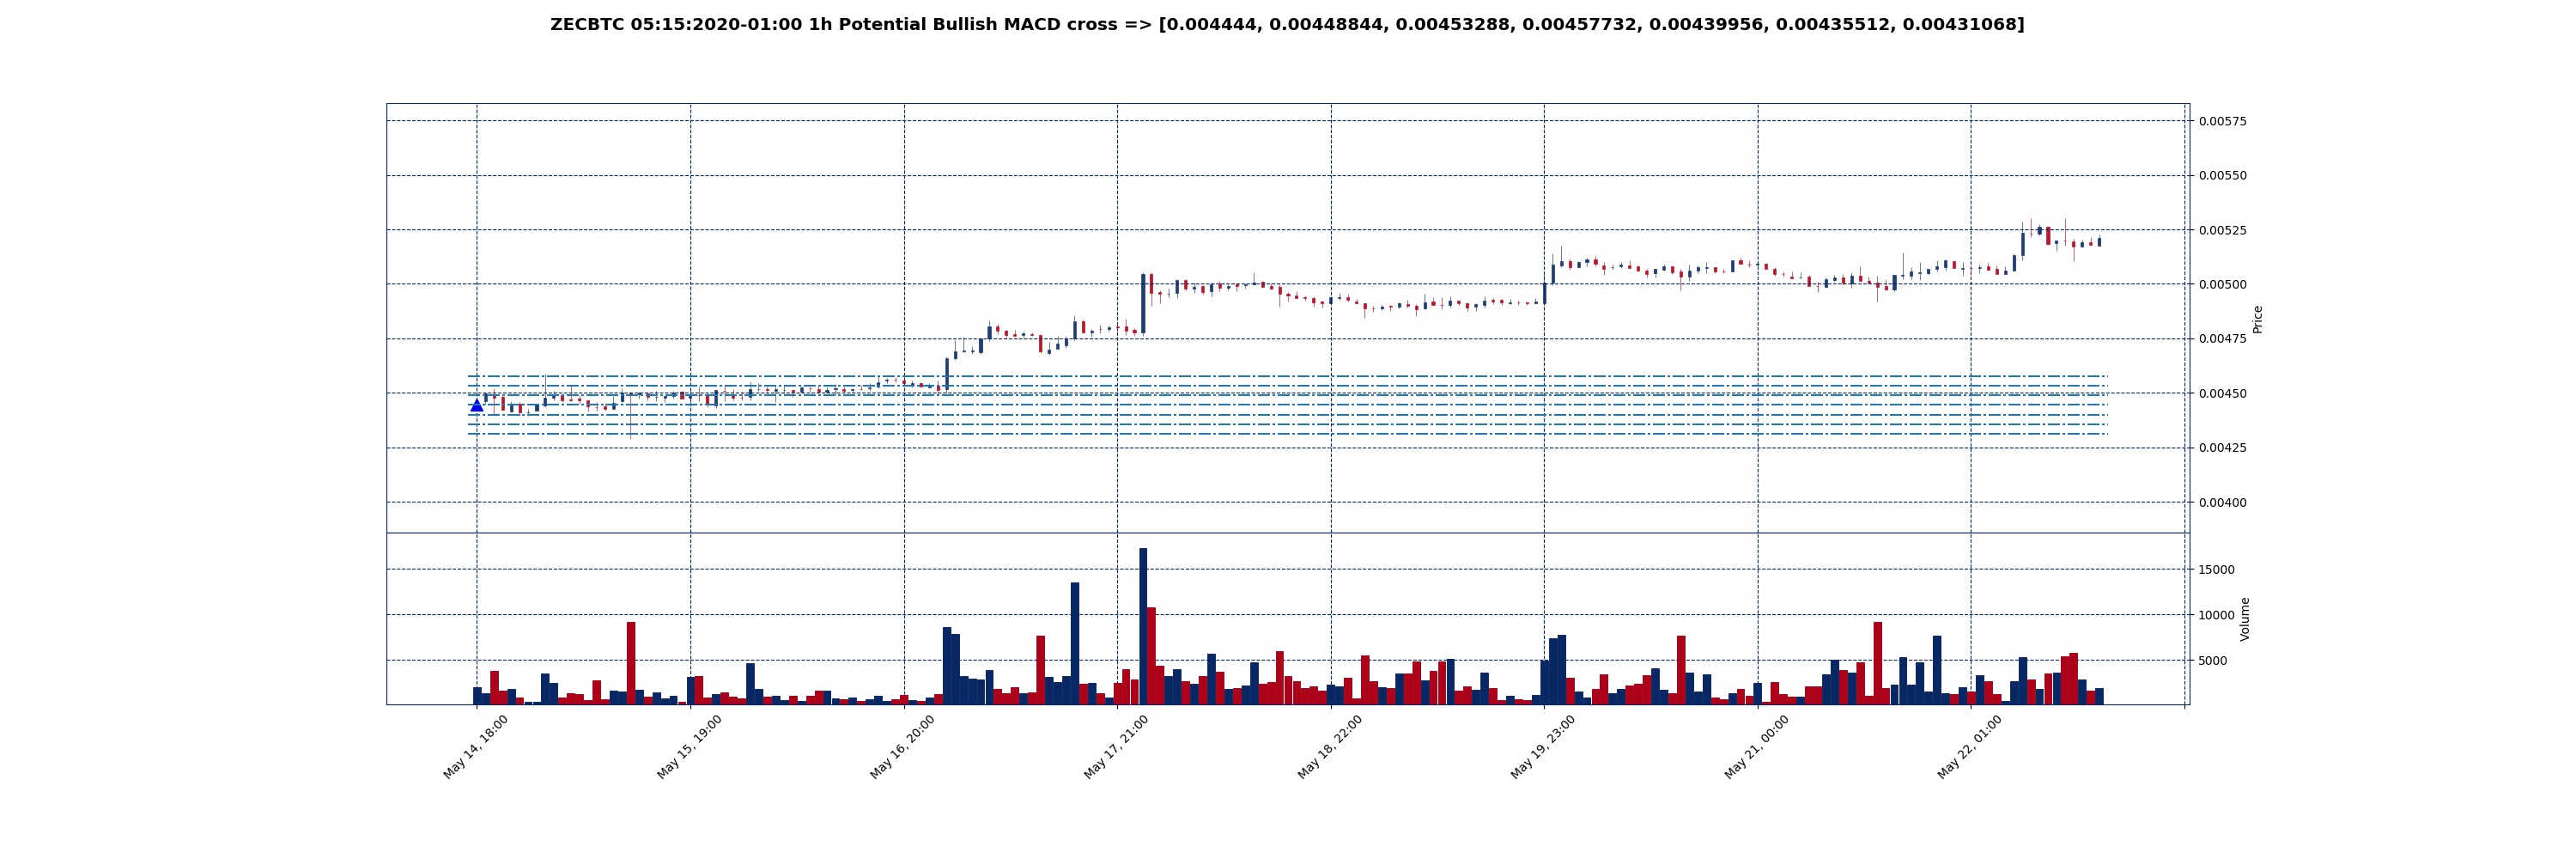 ZECBTC 05:15:2020-01:00 1h Potential Bullish MACD cross => [0.004444, 0.00448844, 0.00453288, 0.00457732, 0.00439956, 0.00435512, 0.00431068]
0.00575
0.00550
0.00525
0.00500
0.00475
0.00450
0.00425
0.00400
Price
15000
10000
5000
Volume
May 14, 18:00
May 15, 19:00
May 16, 20:00
May 17, 21:00
May 18, 22:00
May 19, 23:00
May 21, 00:00
May 22, 01:00